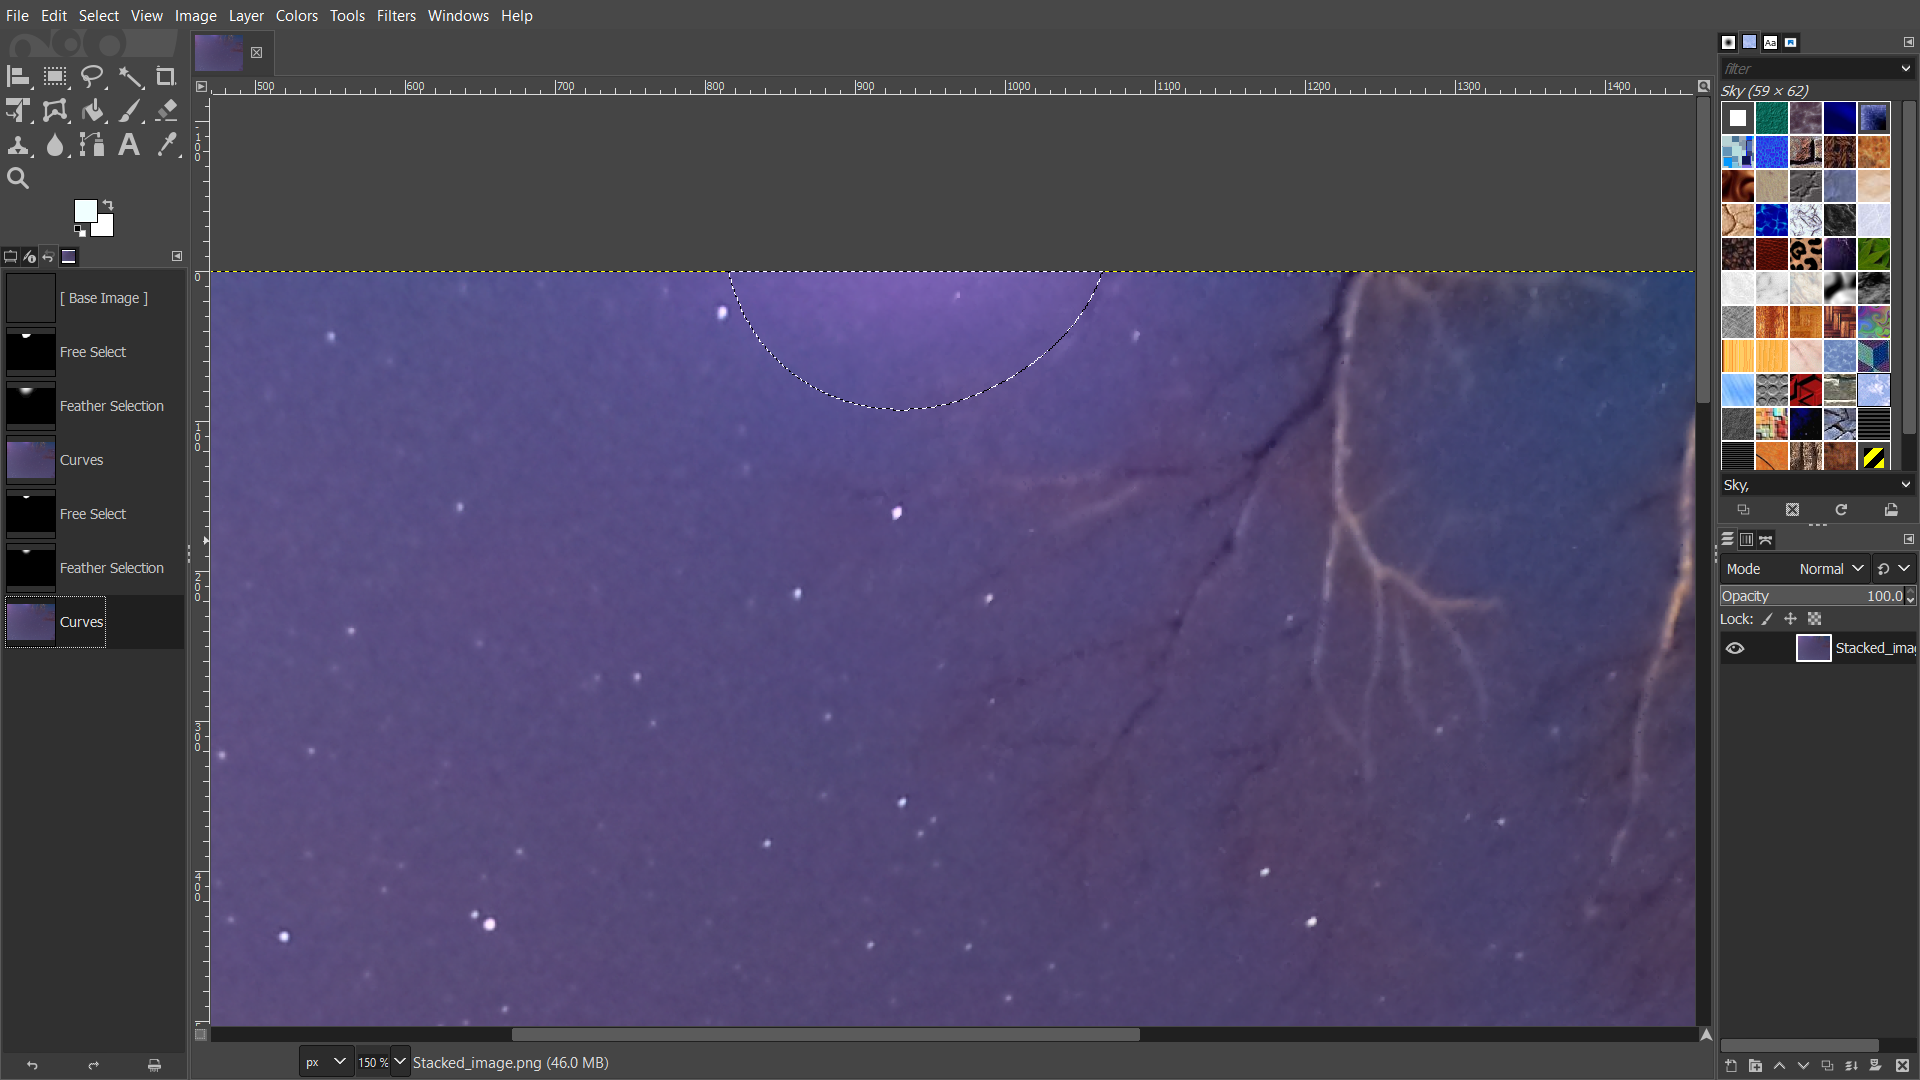 File Edit Select View Image Layer Colors Tools Filters Windows Help
500 600 700 800 900 1000 1100 1200 1300 1400
filter
Sky (59 × 62)
[ Base Image ]
Free Select
Feather Selection
Curves
Free Select
Feather Selection
Curves
100
0
100
200
300
400
Sky,
Mode Normal
Opacity 100.0
Lock:
Stacked_imag
px 150 % Stacked_image.png (46.0 MB)